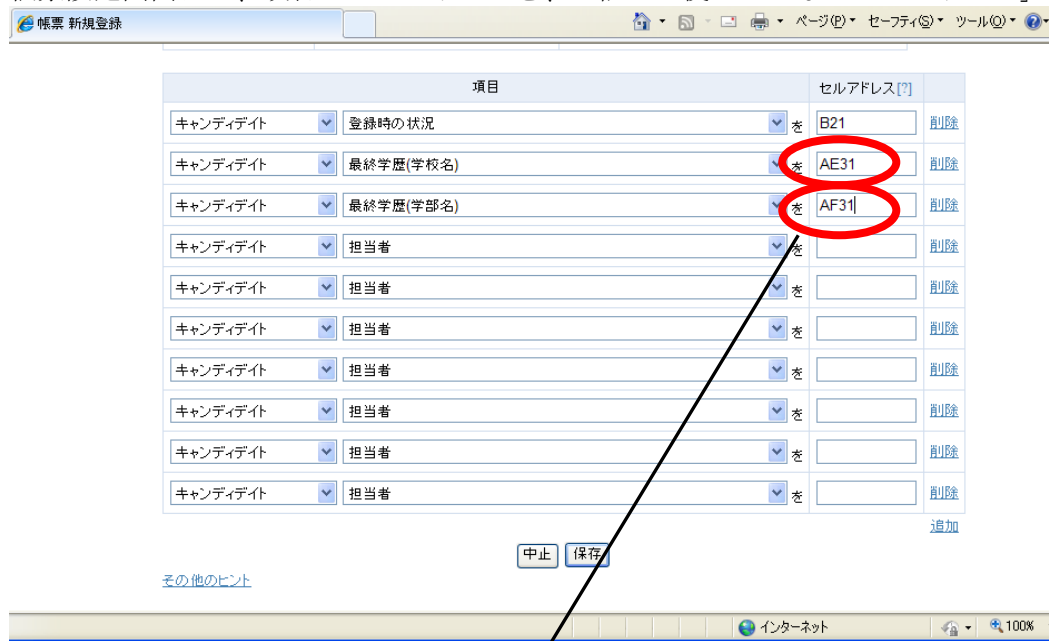 帳票 新規登録
ページ(P) セーフティ(S) ツール(O)
項目 セルアドレス[?]
キャンディデイト 登録時の状況 を B21 削除
キャンディデイト 最終学歴(学校名) を AE31 削除
キャンディデイト 最終学歴(学部名) を AF31 削除
キャンディデイト 担当者 を 削除
キャンディデイト 担当者 を 削除
キャンディデイト 担当者 を 削除
キャンディデイト 担当者 を 削除
キャンディデイト 担当者 を 削除
キャンディデイト 担当者 を 削除
キャンディデイト 担当者 を 削除
追加
中止 保存
その他のヒント
インターネット 100%